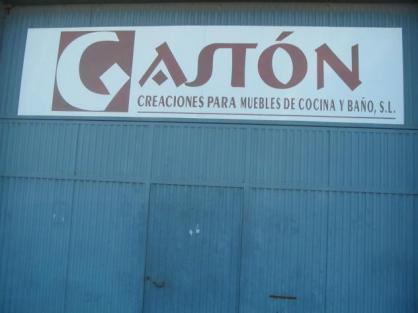 GASTÓN
CREACIONES PARA MUEBLES DE COCINA Y BAÑO, S.L.